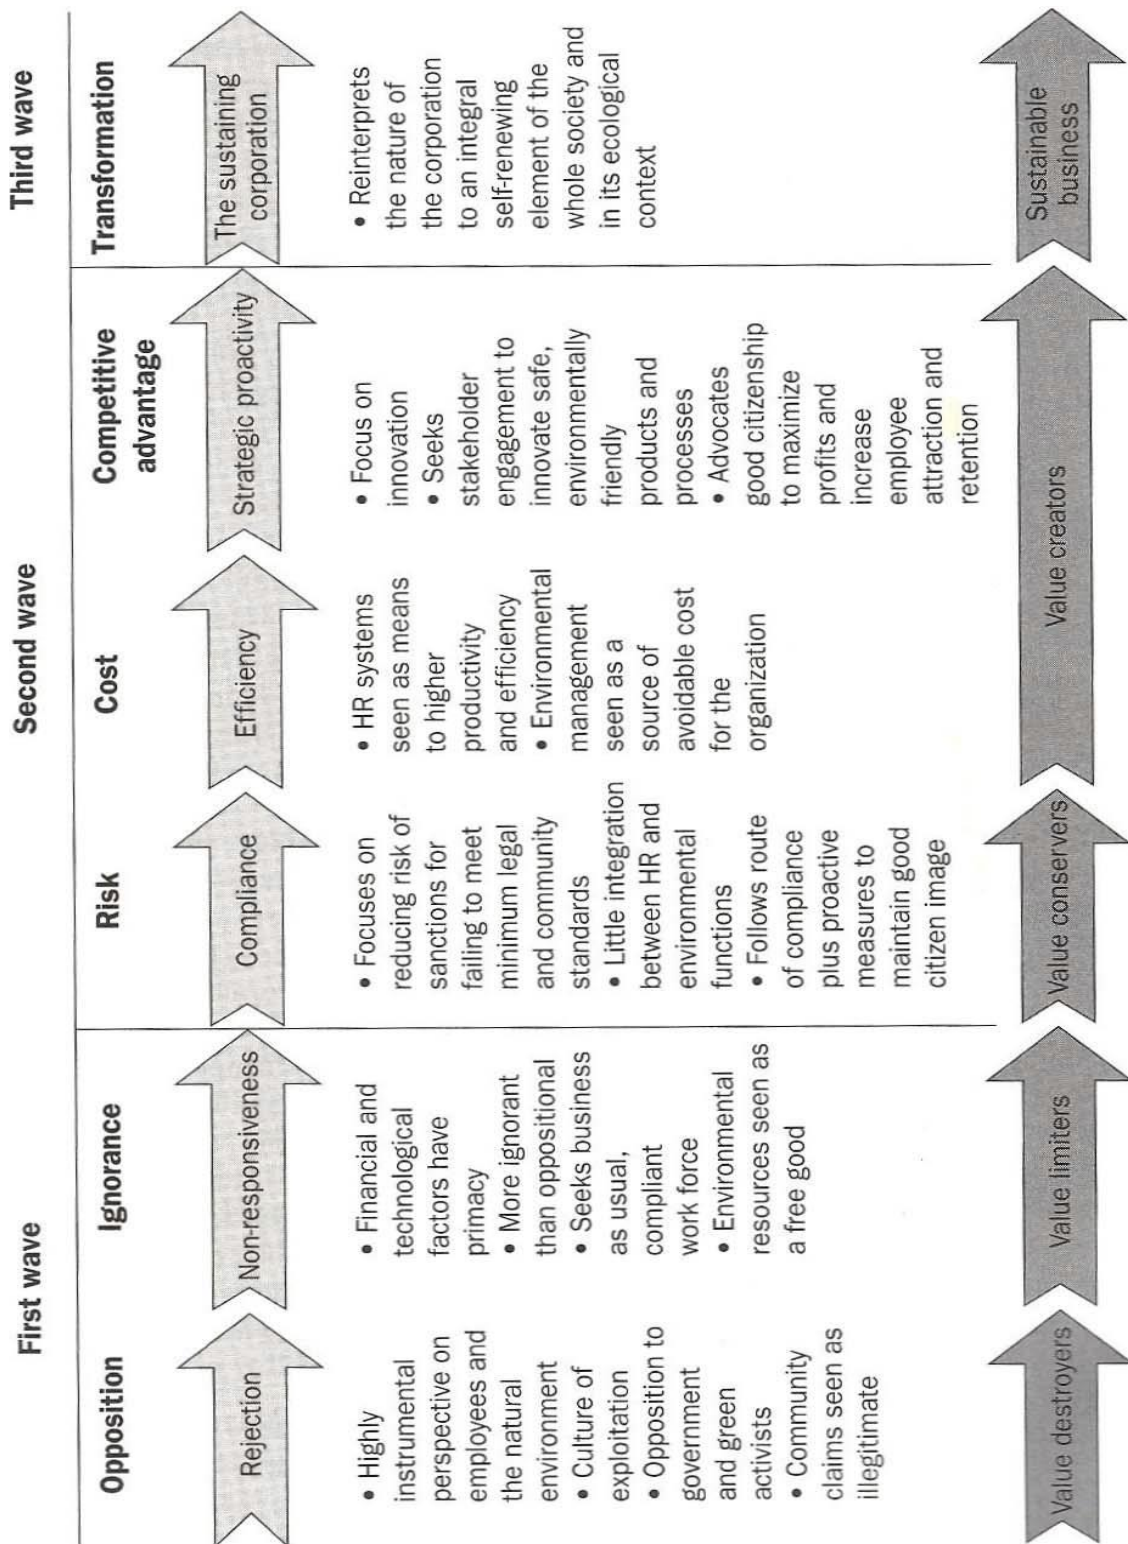 First wave
Second wave
Third wave
Opposition
Ignorance
Risk
Cost
Competitive
advantage
Transformation
Rejection
Non-responsiveness
Compliance
Efficiency
Strategic proactivity
The sustaining
corporation
• Highly
instrumental
perspective on
employees and
the natural
environment
• Culture of
exploitation
• Opposition to
government
and green
activists
• Community
claims seen as
illegitimate
• Financial and
technological
factors have
primacy
• More ignorant
than oppositional
• Seeks business
as usual,
compliant
work force
• Environmental
resources seen as
a free good
• Focuses on
reducing risk of
sanctions for
failing to meet
minimum legal
and community
standards
• Little integration
between HR and
environmental
functions
• Follows route
of compliance
plus proactive
measures to
maintain good
citizen image
• HR systems
seen as means
to higher
productivity
and efficiency
• Environmental
management
seen as a
source of
avoidable cost
for the
organization
• Focus on
innovation
• Seeks
stakeholder
engagement to
innovate safe,
environmentally
friendly
products and
processes
• Advocates
good citizenship
to maximize
profits and
increase
employee
attraction and
retention
• Reinterprets
the nature of
the corporation
to an integral
self-renewing
element of the
whole society and
in its ecological
context
Value destroyers
Value limiters
Value conservers
Value creators
Sustainable
business